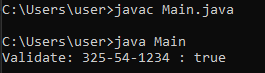 C:\Users\user>javac Main.java
C:\Users\user>java Main
Validate: 325-54-1234 : true